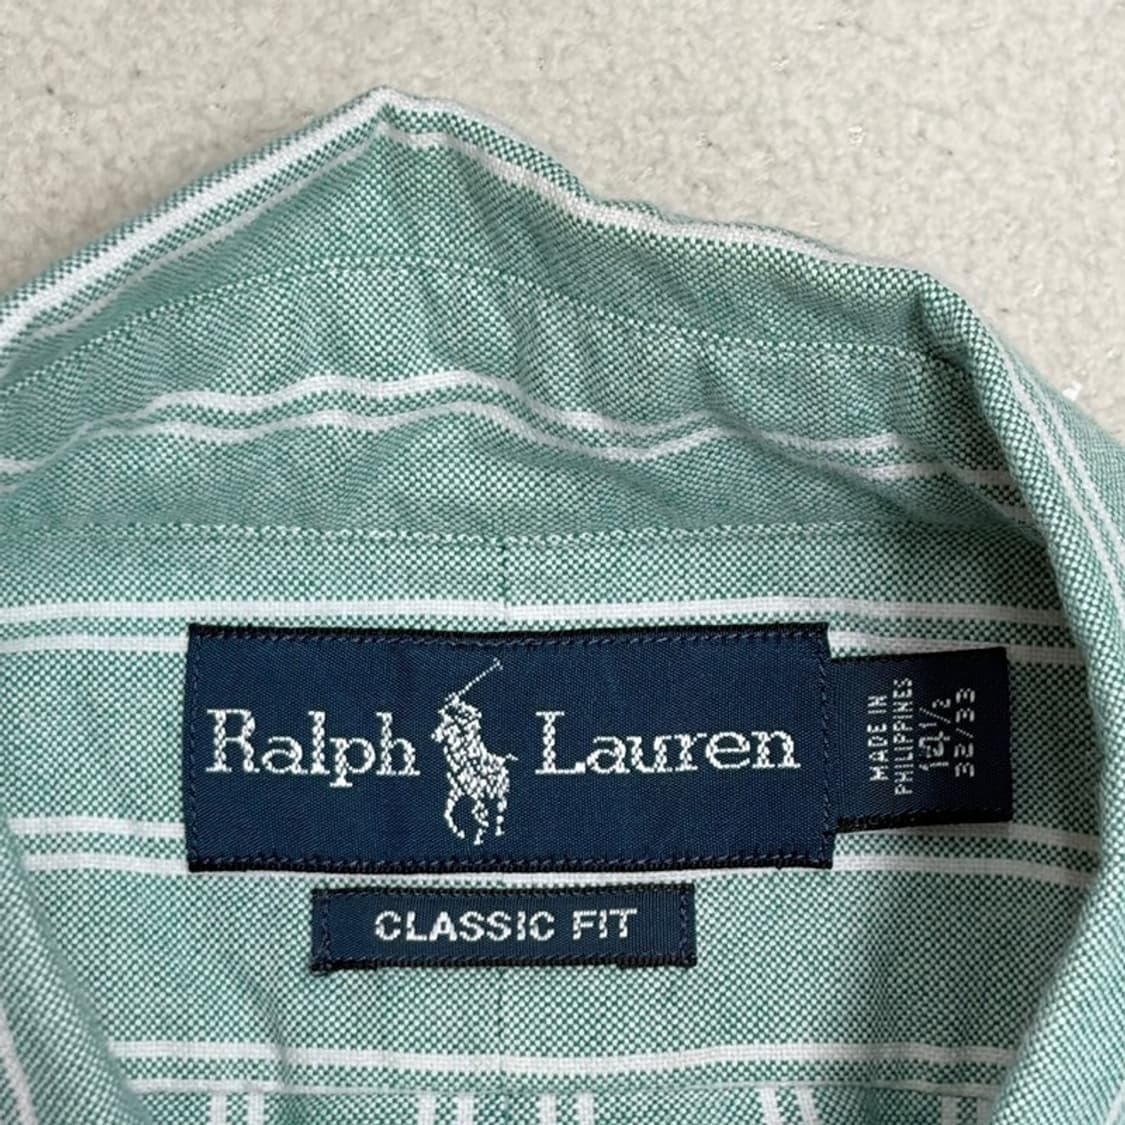 Ralph Lauren
MADE IN
PHILIPPINES
14 1/2
32/33
CLASSIC FIT